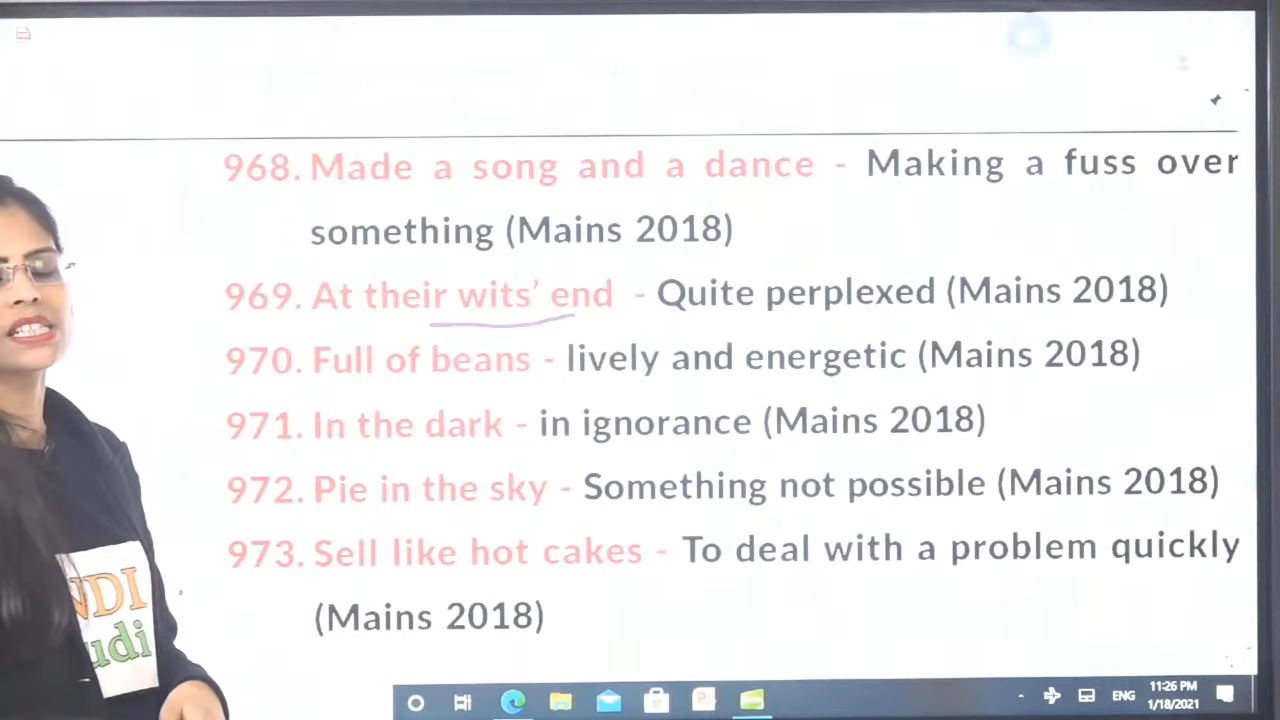 968. Made a song and a dance - Making a fuss over
something (Mains 2018)
969. At their wits’ end - Quite perplexed (Mains 2018)
970. Full of beans - lively and energetic (Mains 2018)
971. In the dark - in ignorance (Mains 2018)
972. Pie in the sky - Something not possible (Mains 2018)
973. Sell like hot cakes - To deal with a problem quickly
(Mains 2018)
NDI
udi
ENG
11:26 PM
1/18/2021